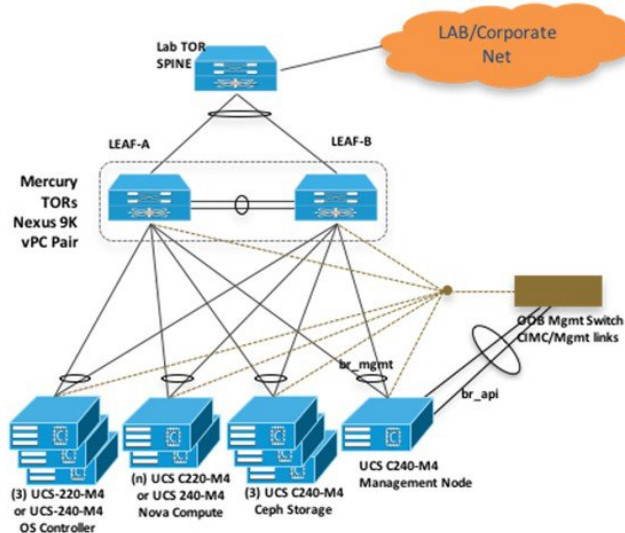 LAB/Corporate
Net
Lab TOR
SPINE
LEAF-A
LEAF-B
Mercury
TORs
Nexus 9K
vPC Pair
OOB Mgmt Switch
CIMC/Mgmt links
br_mgmt
br_api
(3) UCS-220-M4
or UCS-240-M4
OS Controller
(n) UCS C220-M4
or UCS 240-M4
Nova Compute
(3) UCS C240-M4
Ceph Storage
UCS C240-M4
Management Node